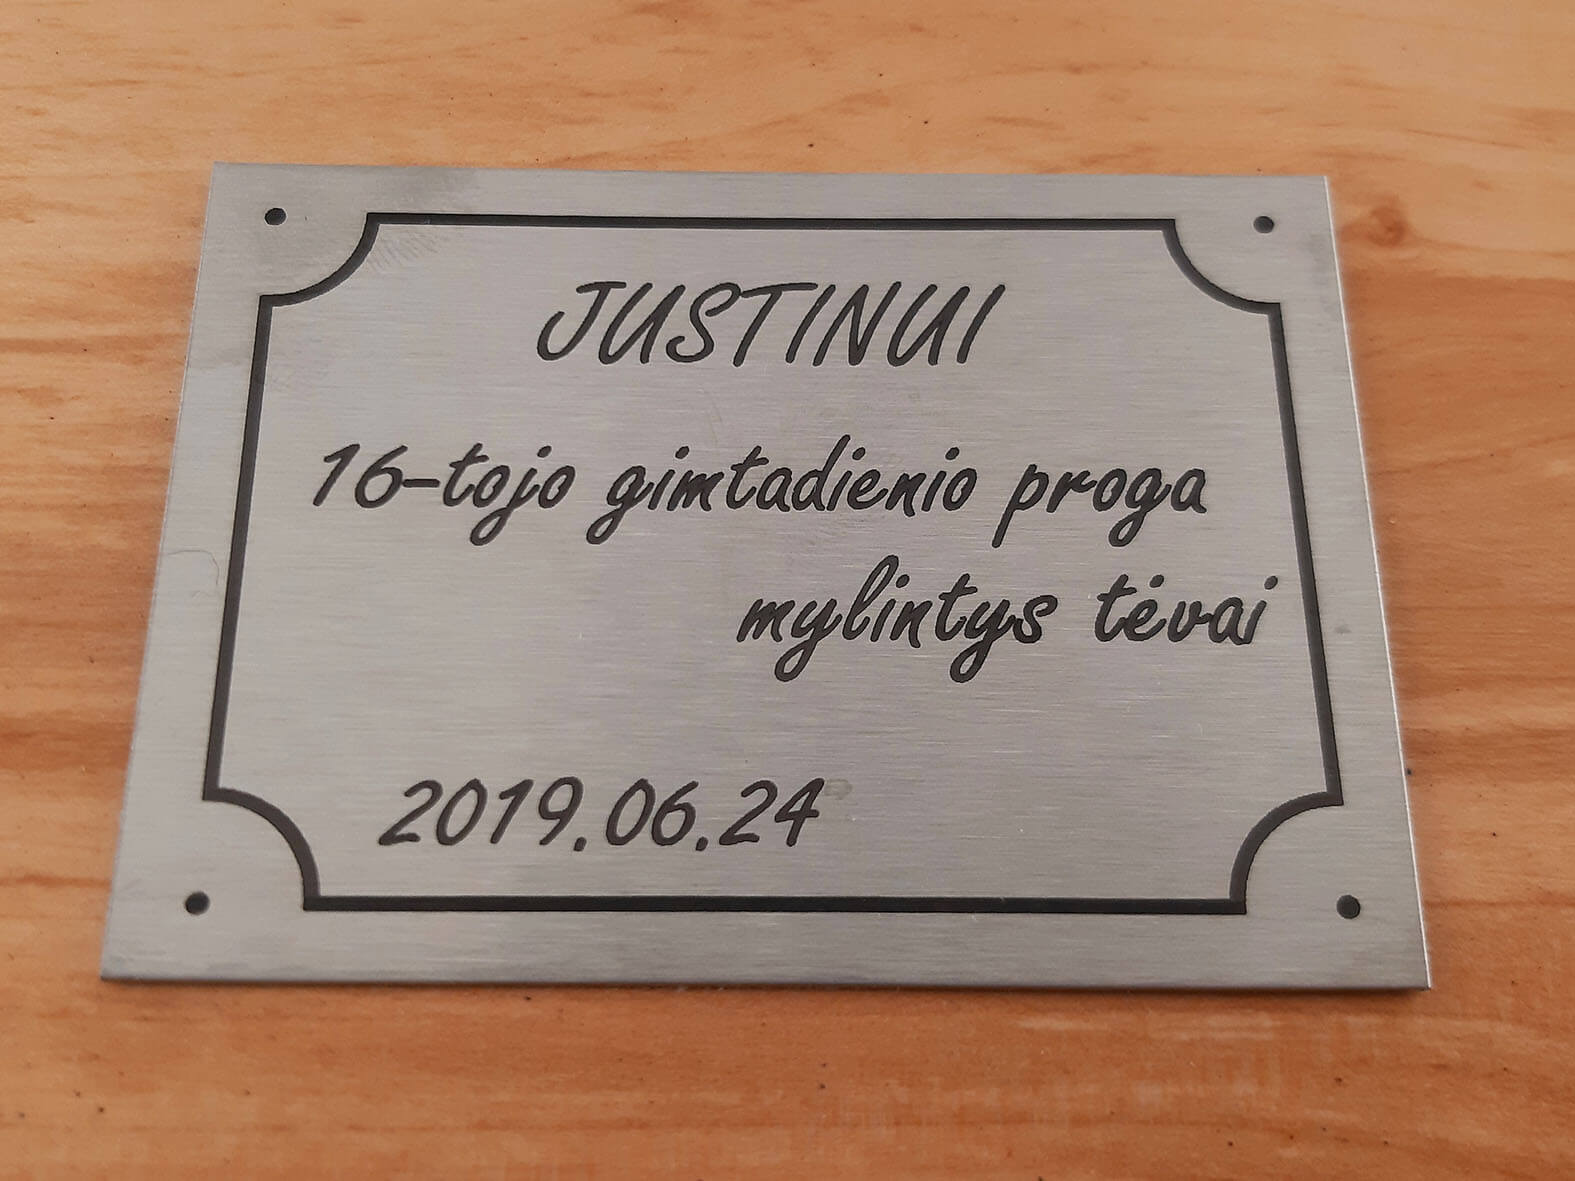 JUSTINUI
16-tojo gimtadienio proga
mylintys tėvai
2019.06.24